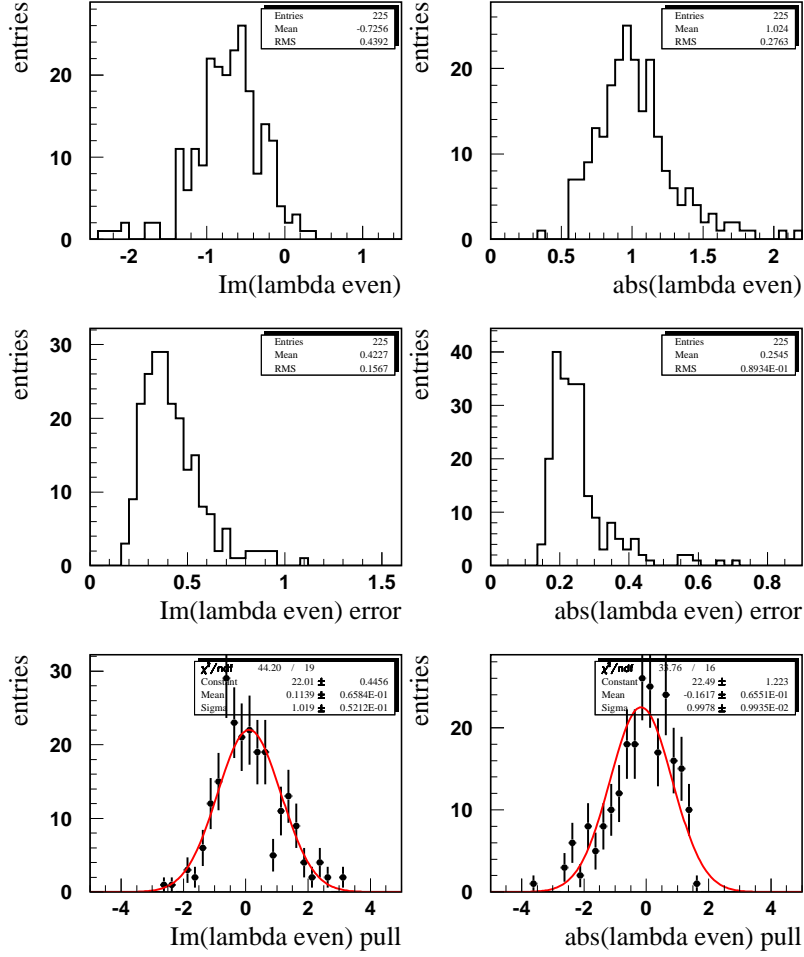 Entries 225
Mean -0.7256
RMS 0.4392
entries
20
10
0
-2 -1 0 1
Im(lambda even)
Entries 225
Mean 1.024
RMS 0.2763
entries
20
10
0
0 0.5 1 1.5 2
abs(lambda even)
Entries 225
Mean 0.4227
RMS 0.1567
entries
30
20
10
0
0 0.5 1 1.5
Im(lambda even) error
Entries 225
Mean 0.2545
RMS 0.8934E-01
entries
40
30
20
10
0
0 0.2 0.4 0.6 0.8
abs(lambda even) error
χ²/ndf 44.20 / 19
Constant 22.01 ± 0.4456
Mean 0.1139 ± 0.6584E-01
Sigma 1.019 ± 0.5212E-01
entries
30
20
10
0
-4 -2 0 2 4
Im(lambda even) pull
χ²/ndf 33.76 / 16
Constant 22.49 ± 1.223
Mean -0.1617 ± 0.6551E-01
Sigma 0.9978 ± 0.9935E-02
entries
20
10
0
-4 -2 0 2 4
abs(lambda even) pull